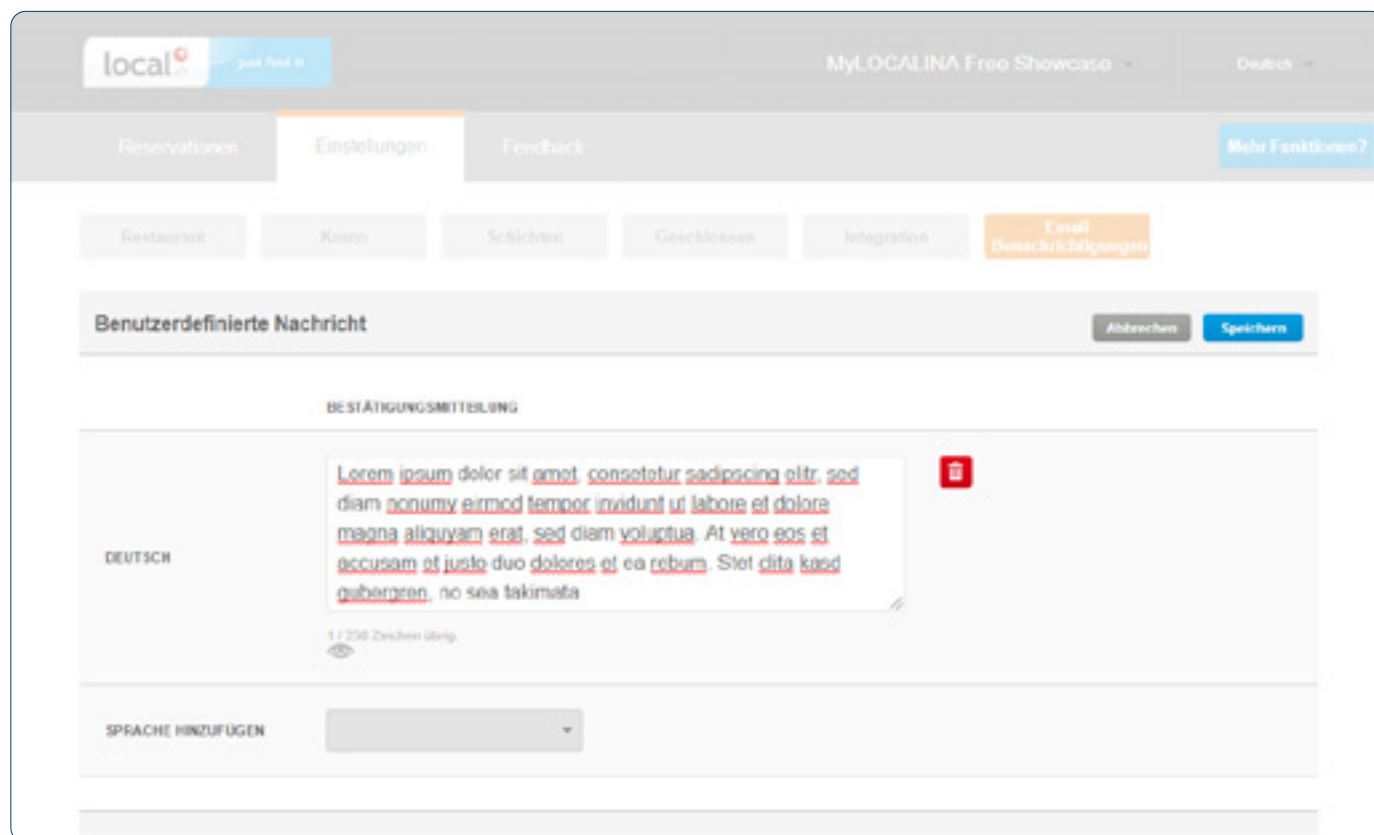 local.ch just find it
MyLOCALINA Free Showcase
Deutsch
Reservationen
Einstellungen
Feedback
Mehr Funktionen?
Restaurant
Konto
Schichten
Geschlossen
Integration
Email
Benachrichtigungen
Benutzerdefinierte Nachricht
Abbrechen
Speichern
BESTÄTIGUNGSMITTEILUNG
DEUTSCH
Lorem ipsum dolor sit amet, consetetur sadipscing elitr, sed
diam nonumy eirmod tempor invidunt ut labore et dolore
magna aliquyam erat, sed diam voluptua. At vero eos et
accusam et justo duo dolores et ea rebum. Stet clita kasd
gubergren, no sea takimata
1 / 250 Zeichen übrig.
SPRACHE HINZUFÜGEN